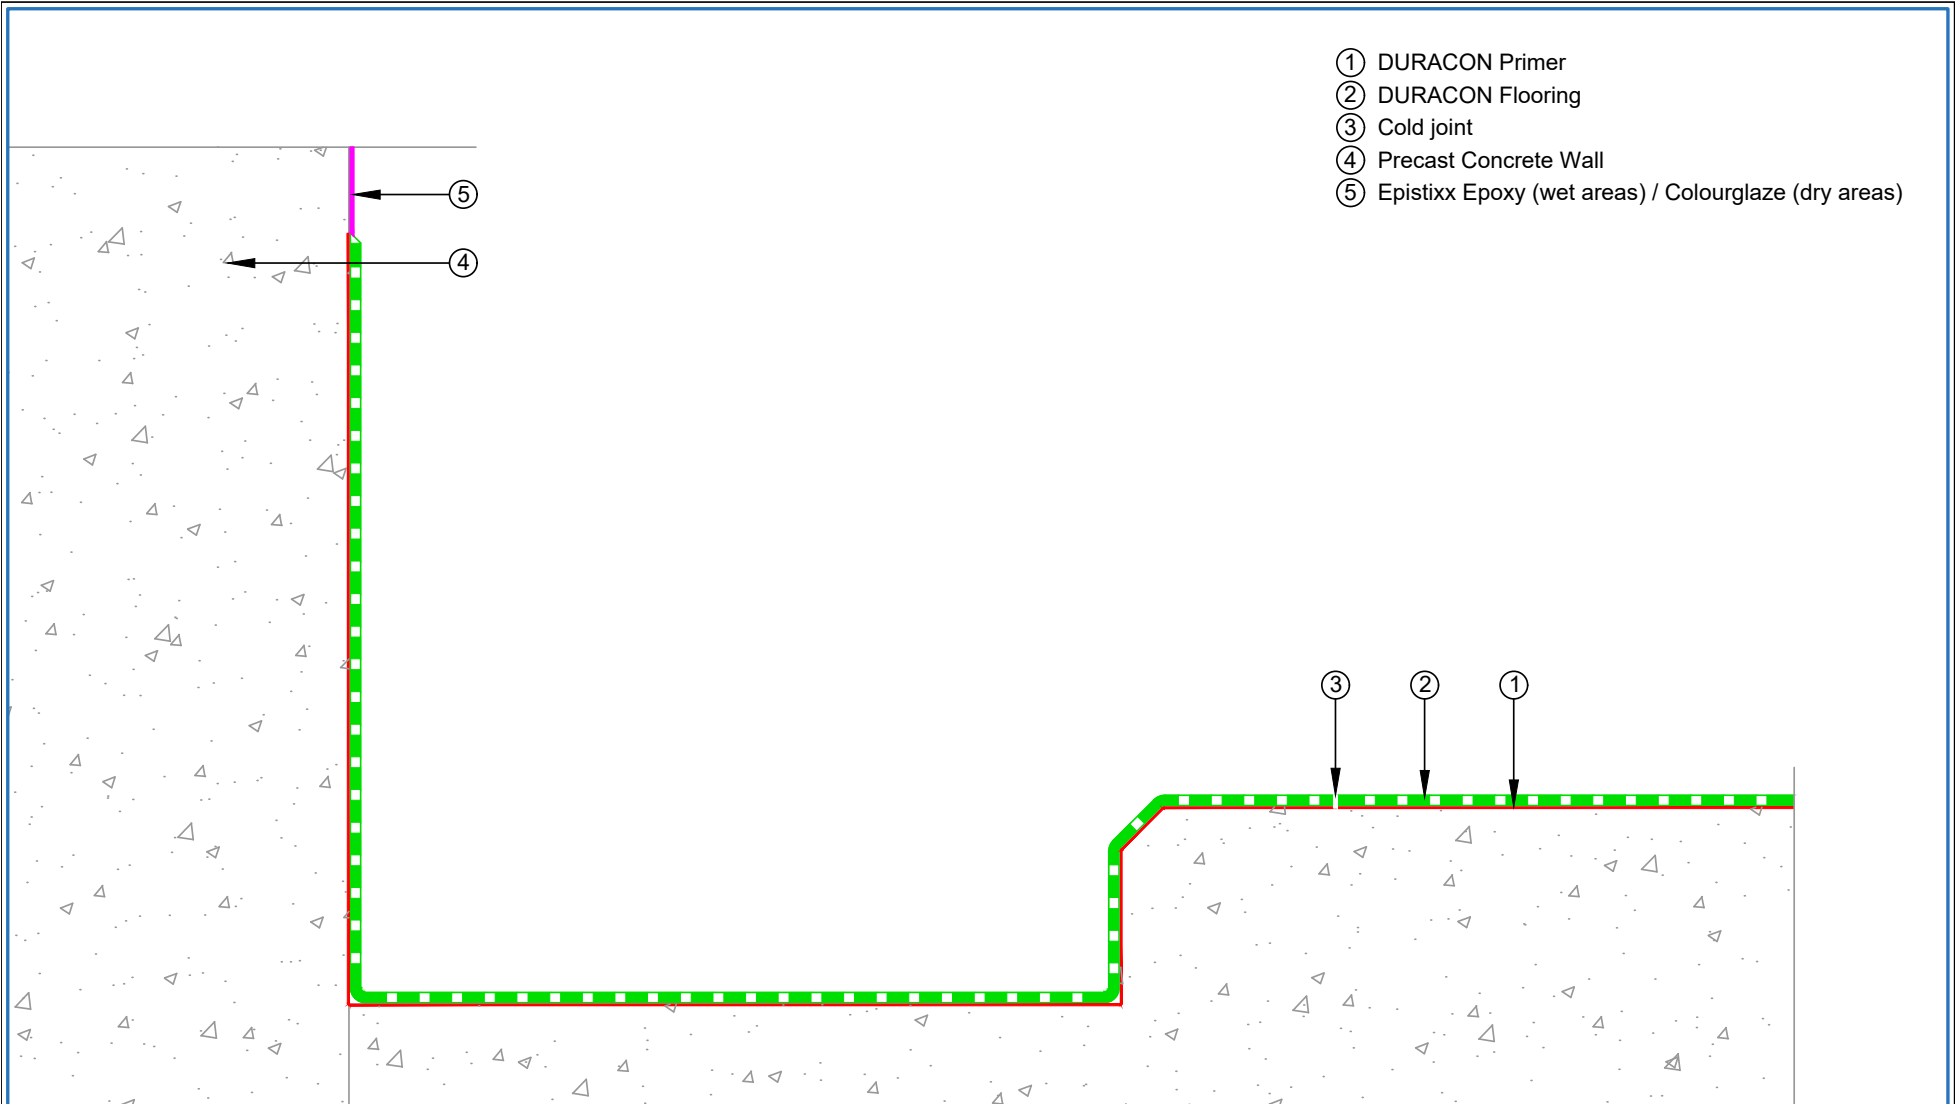 ① DURACON Primer
② DURACON Flooring
③ Cold joint
④ Precast Concrete Wall
⑤ Epistixx Epoxy (wet areas) / Colourglaze (dry areas)
⑤
④
③ ② ①